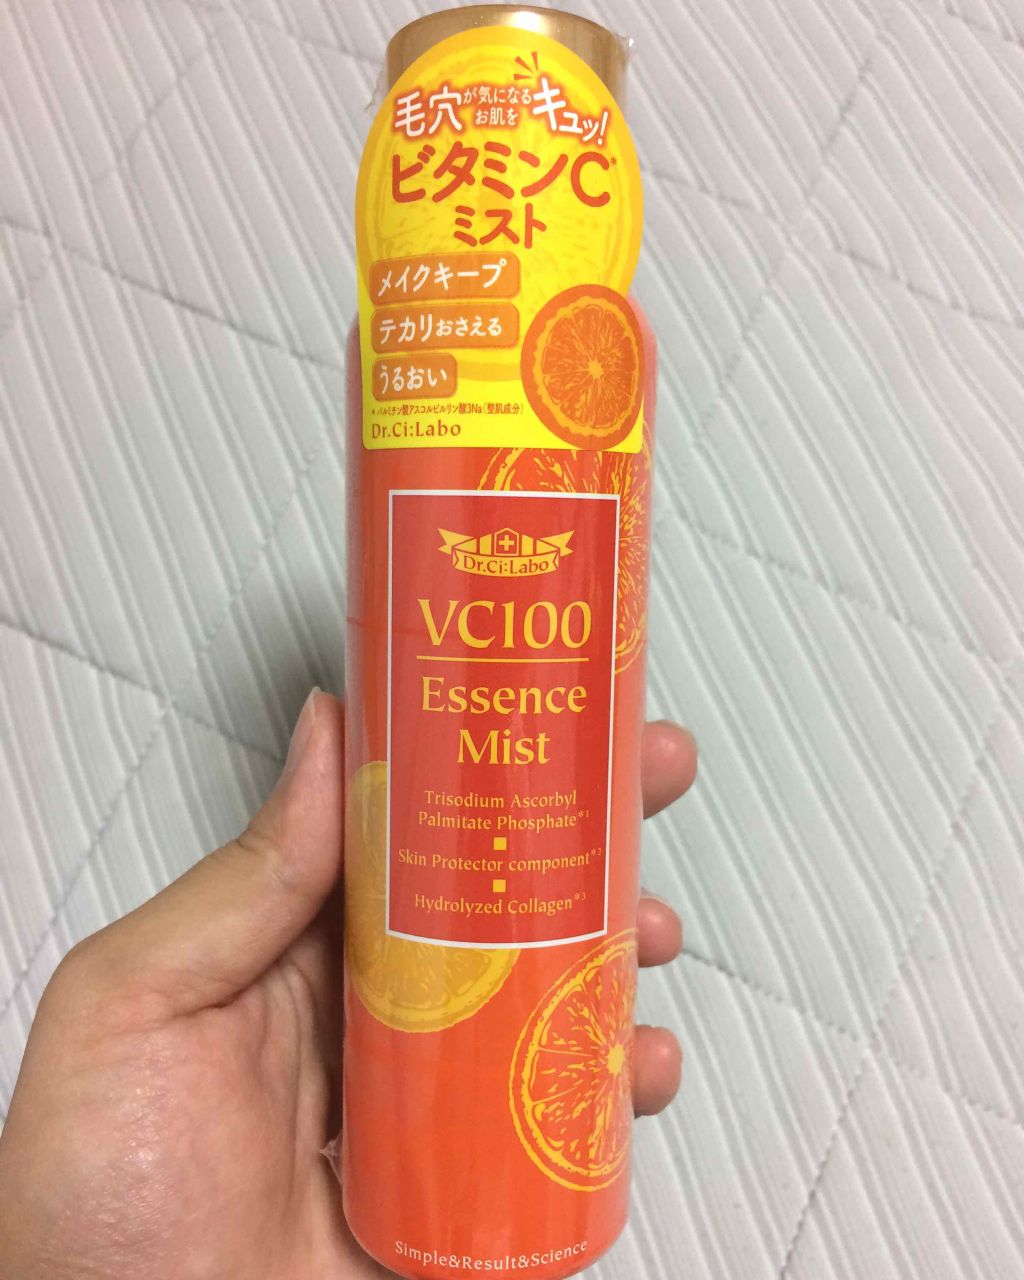 毛穴が気になるお肌をキュッ!
ビタミンC*
ミスト
メイクキープ
テカリおさえる
うるおい
*パルミチン酸アスコルビルリン酸3Na(整肌成分)
Dr.Ci:Labo
Dr.Ci:Labo
VC100
Essence
Mist
Trisodium Ascorbyl
Palmitate Phosphate*1
Skin Protector component*2
Hydrolyzed Collagen*3
Simple&Result&Science